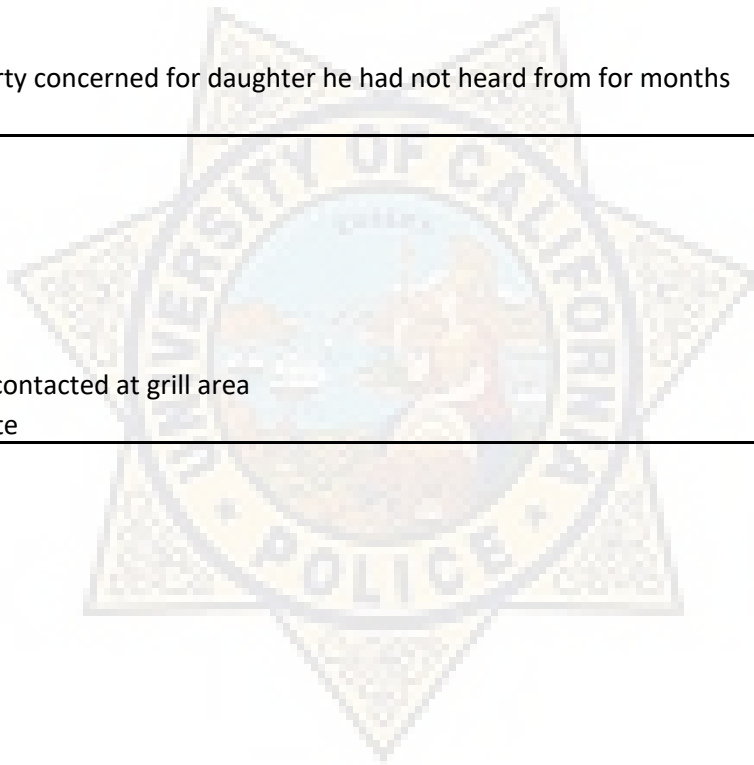 rty concerned for daughter he had not heard from for months
contacted at grill area
te
UNIVERSITY OF CALIFORNIA
POLICE